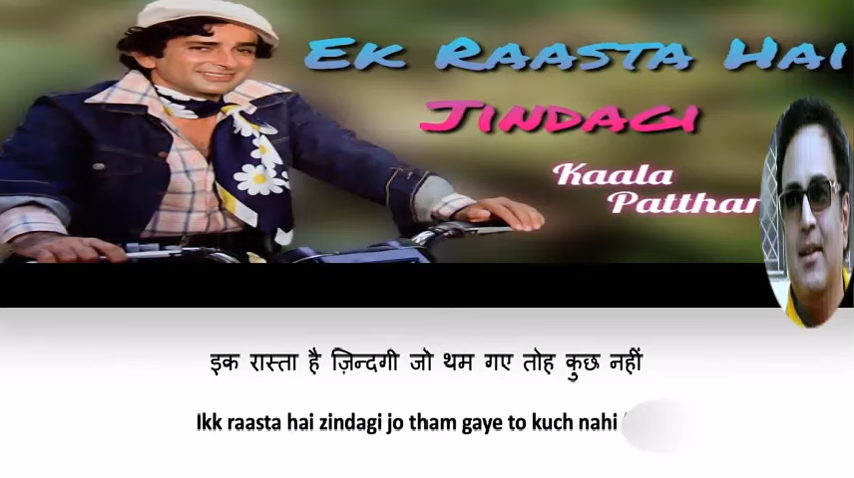 EK RAASTA HAI
JINDAGI
Kaala
Patthar
इक रास्ता है ज़िन्दगी जो थम गए तोह कुछ नहीं
Ikk raasta hai zindagi jo tham gaye to kuch nahi